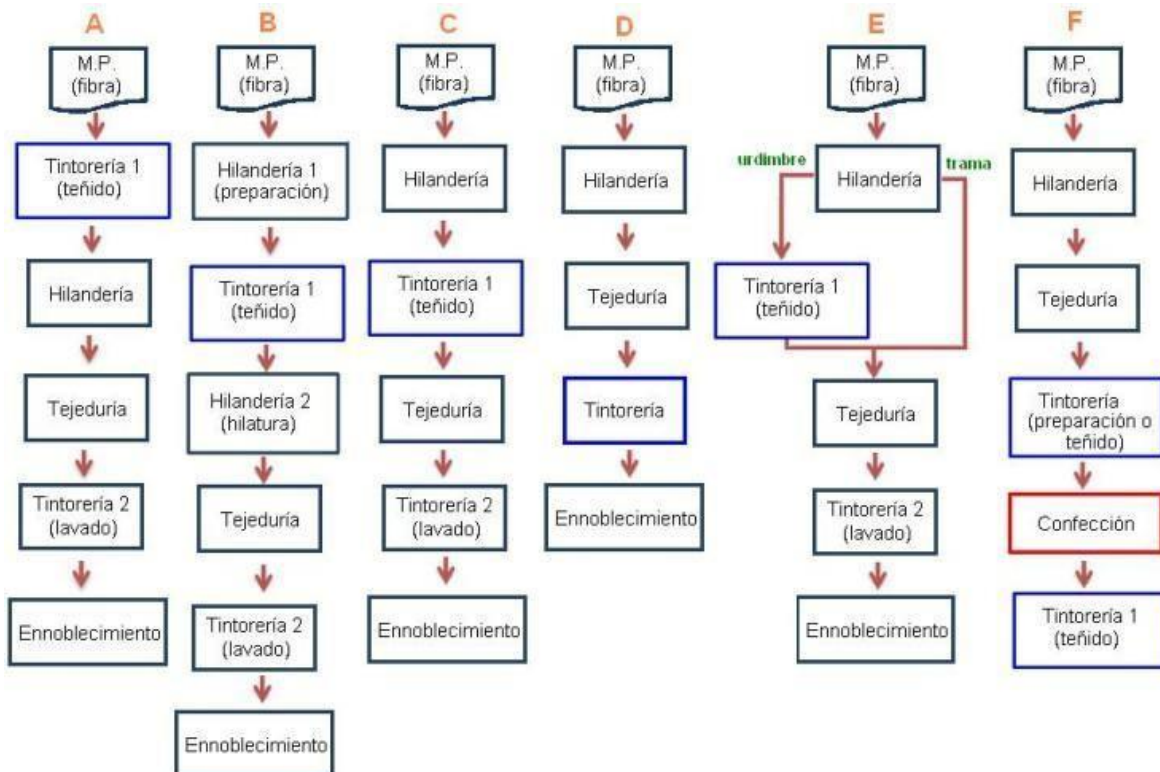 A
M.P.
(fibra)
Tintorería 1
(teñido)
Hilandería
Tejeduría
Tintorería 2
(lavado)
Ennoblecimiento
B
M.P.
(fibra)
Hilandería 1
(preparación)
Tintorería 1
(teñido)
Hilandería 2
(hilatura)
Tejeduría
Tintorería 2
(lavado)
Ennoblecimiento
C
M.P.
(fibra)
Hilandería
Tintorería 1
(teñido)
Tejeduría
Tintorería 2
(lavado)
Ennoblecimiento
D
M.P.
(fibra)
Hilandería
Tejeduría
Tintorería
Ennoblecimiento
E
M.P.
(fibra)
urdimbre
Hilandería
trama
Tintorería 1
(teñido)
Tejeduría
Tintorería 2
(lavado)
Ennoblecimiento
F
M.P.
(fibra)
Hilandería
Tejeduría
Tintorería
(preparación o
teñido)
Confección
Tintorería 1
(teñido)